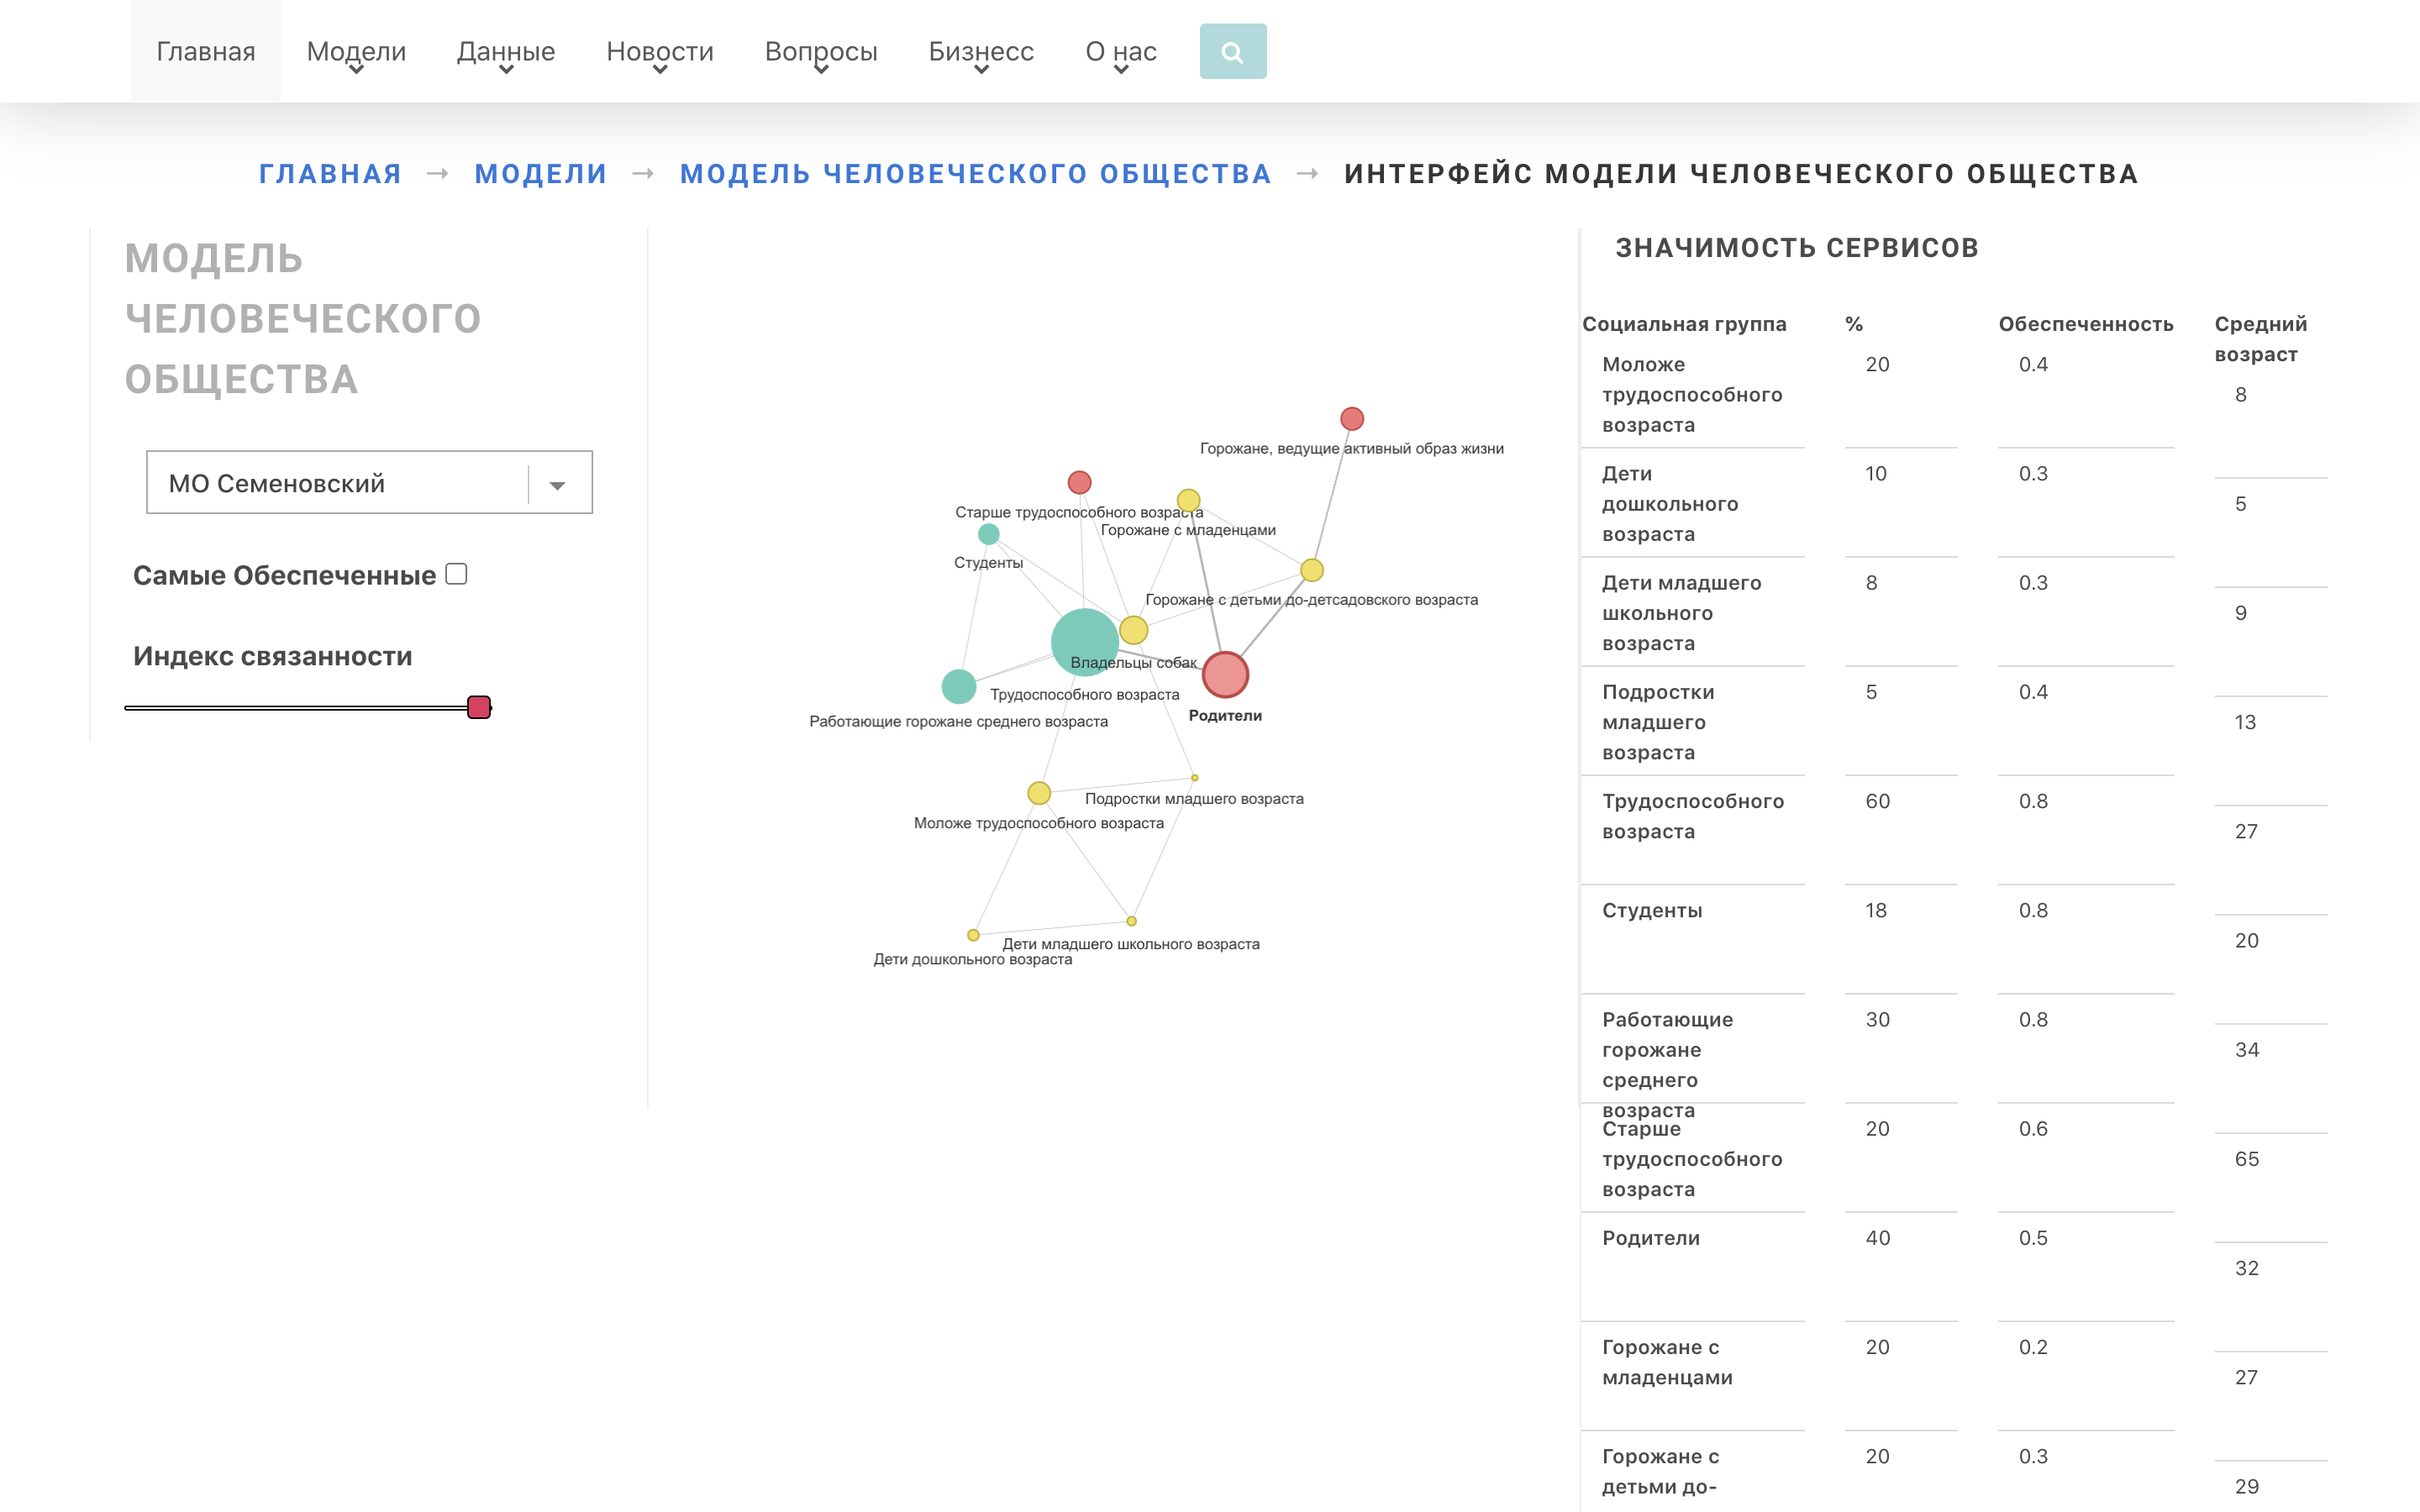 Главная Модели Данные Новости Вопросы Бизнесс О нас
ГЛАВНАЯ → МОДЕЛИ → МОДЕЛЬ ЧЕЛОВЕЧЕСКОГО ОБЩЕСТВА → ИНТЕРФЕЙС МОДЕЛИ ЧЕЛОВЕЧЕСКОГО ОБЩЕСТВА
МОДЕЛЬ
ЧЕЛОВЕЧЕСКОГО
ОБЩЕСТВА
МО Семеновский
Самые Обеспеченные
Индекс связанности
Горожане, ведущие активный образ жизни
Старше трудоспособного возраста
Горожане с младенцами
Студенты
Горожане с детьми до-детсадовского возраста
Владельцы собак
Трудоспособного возраста
Родители
Работающие горожане среднего возраста
Подростки младшего возраста
Моложе трудоспособного возраста
Дети младшего школьного возраста
Дети дошкольного возраста
ЗНАЧИМОСТЬ СЕРВИСОВ
Социальная группа % Обеспеченность Средний
возраст
Моложе 20 0.4
трудоспособного 8
возраста
Дети 10 0.3
дошкольного 5
возраста
Дети младшего 8 0.3
школьного 9
возраста
Подростки 5 0.4
младшего 13
возраста
Трудоспособного 60 0.8
возраста 27
Студенты 18 0.8
20
Работающие 30 0.8
горожане 34
среднего
возраста
Старше 20 0.6
трудоспособного 65
возраста
Родители 40 0.5
32
Горожане с 20 0.2
младенцами 27
Горожане с 20 0.3
детьми до- 29